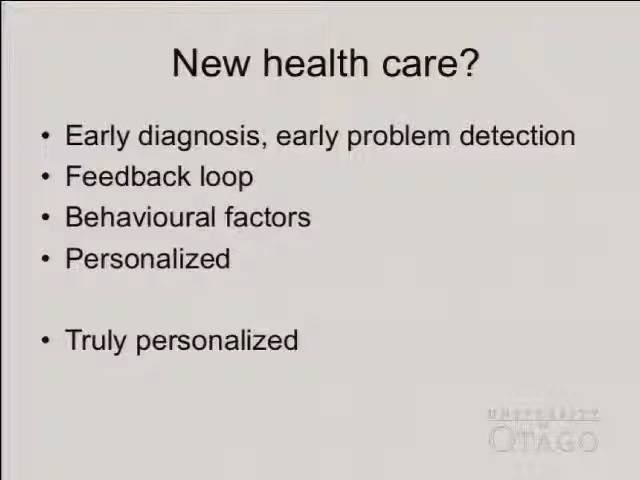 New health care?
• Early diagnosis, early problem detection
• Feedback loop
• Behavioural factors
• Personalized
• Truly personalized
UNIVERSITY
OTAGO